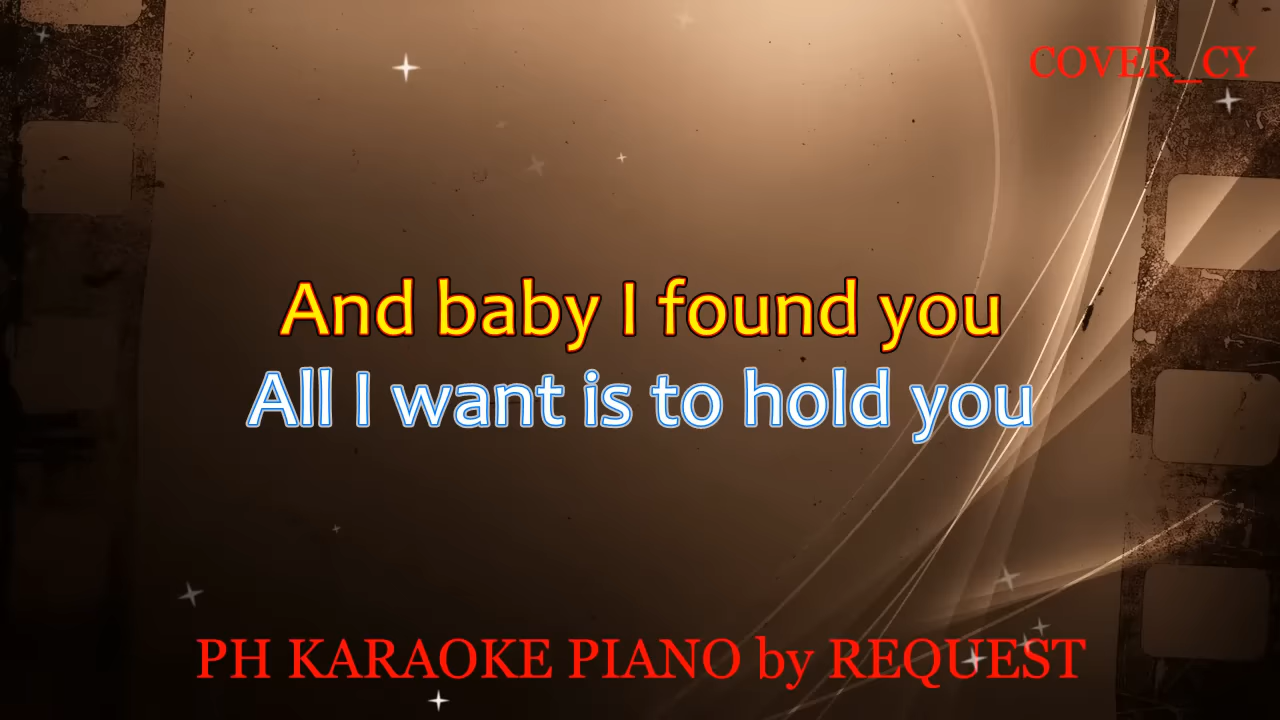 COVER_CY
And baby I found you
All I want is to hold you
PH KARAOKE PIANO by REQUEST